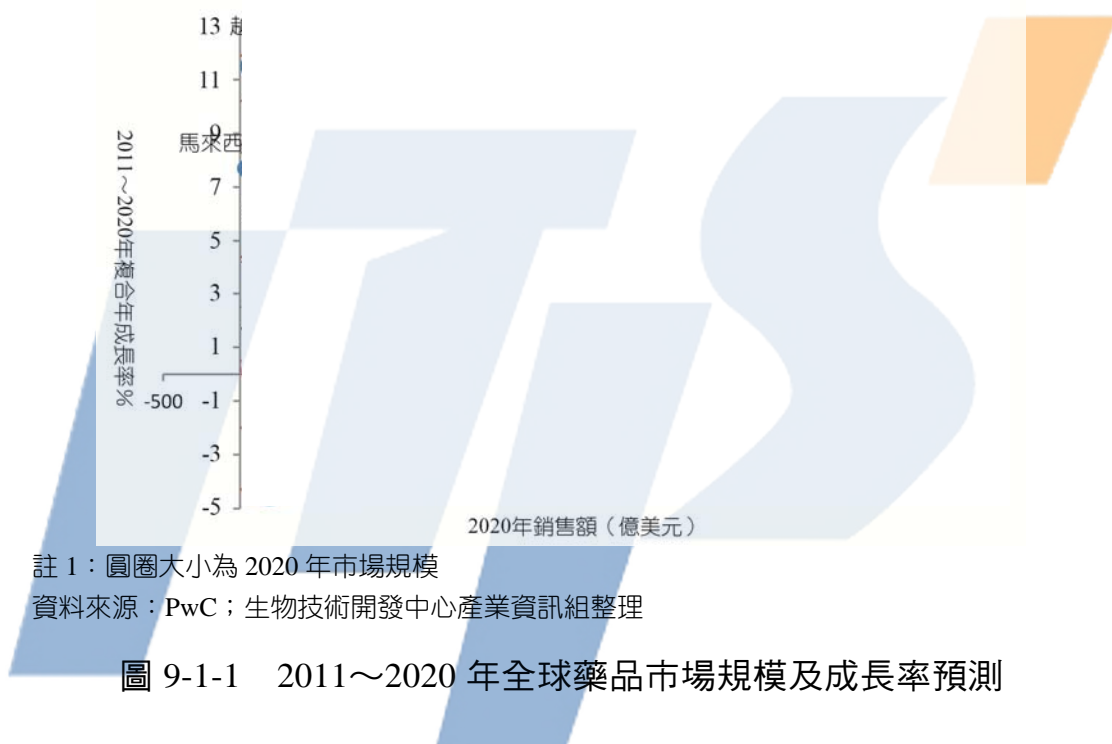 13 越
11
9
馬來西
7
5
3
1
-500 -1
-3
-5
2011～2020年複合年成長率%
2020年銷售額（億美元）
註 1：圓圈大小為 2020 年市場規模
資料來源：PwC；生物技術開發中心產業資訊組整理
圖 9-1-1 2011～2020 年全球藥品市場規模及成長率預測
ITIS